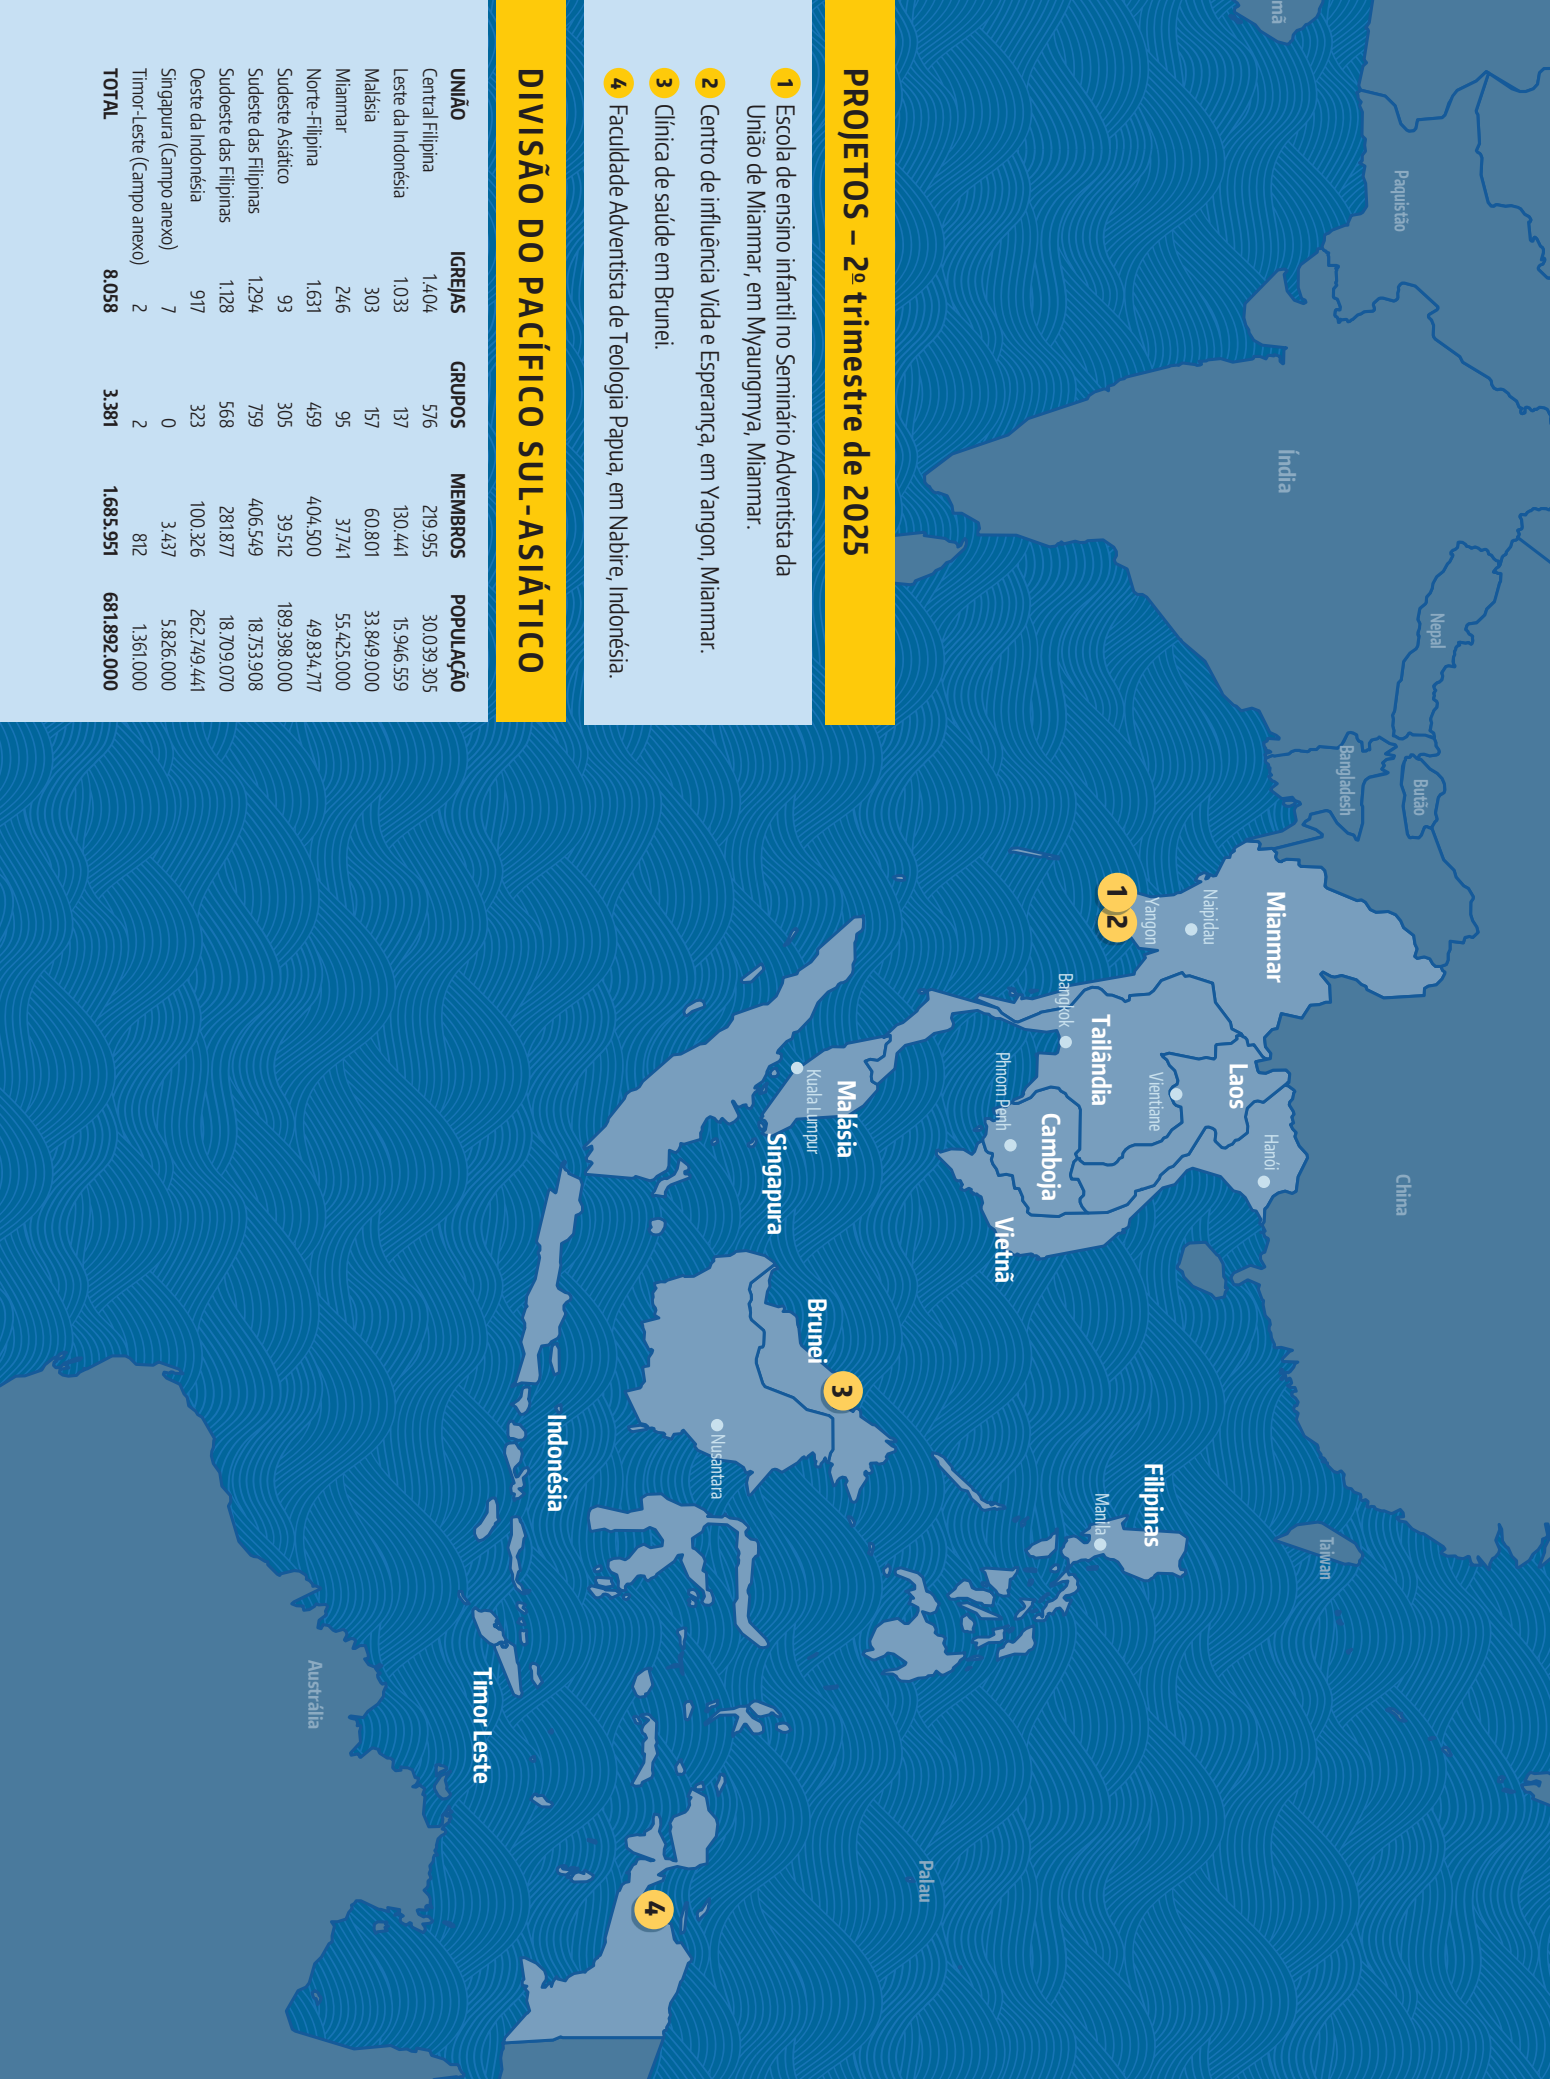 PROJETOS – 2º trimestre de 2025
1 Escola de ensino infantil no Seminário Adventista da
União de Mianmar, em Myaungmya, Mianmar.
2 Centro de influência Vida e Esperança, em Yangon, Mianmar.
3 Clínica de saúde em Brunei.
4 Faculdade Adventista de Teologia Papua, em Nabire, Indonésia.
DIVISÃO DO PACÍFICO SUL-ASIÁTICO
UNIÃO IGREJAS GRUPOS MEMBROS POPULAÇÃO
Central Filipina 1.404 576 219.955 30.039.305
Leste da Indonésia 1.033 137 130.441 15.946.559
Malásia 303 157 60.801 33.849.000
Mianmar 246 95 37.741 55.425.000
Norte-Filipina 1.631 459 404.500 49.834.717
Sudeste Asiático 93 305 39.512 189.398.000
Sudeste das Filipinas 1.294 759 406.549 18.753.908
Sudoeste das Filipinas 1.128 568 281.877 18.709.070
Oeste da Indonésia 917 323 100.326 262.749.441
Singapura (Campo anexo) 7 0 3.437 5.826.000
Timor-Leste (Campo anexo) 2 2 812 1.361.000
TOTAL 8.058 3.381 1.685.951 681.892.000
mã
Paquistão
Índia
Nepal
Butão
Bangladesh
China
Taiwan
Mianmar
Naipidau
Yangon
1
2
Laos
Hanói
Vientiane
Tailândia
Bangkok
Camboja
Phnom Penh
Vietnã
Filipinas
Manila
Palau
Malásia
Kuala Lumpur
Singapura
Brunei
3
Nusantara
Indonésia
4
Timor Leste
Austrália